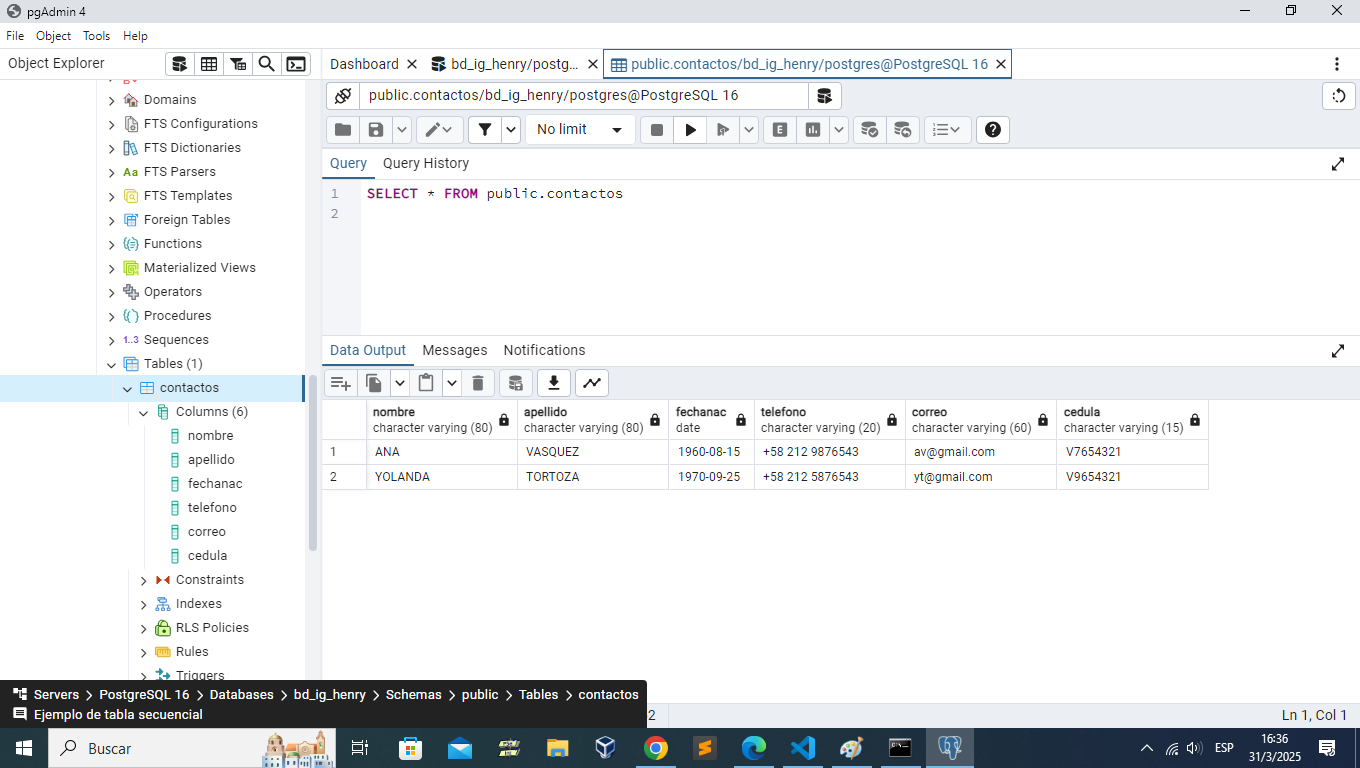 pgAdmin 4
File Object Tools Help
Object Explorer
Dashboard
bd_ig_henry/postg...
public.contactos/bd_ig_henry/postgres@PostgreSQL 16
public.contactos/bd_ig_henry/postgres@PostgreSQL 16
No limit
E
Query Query History
1 SELECT * FROM public.contactos
2
Domains
FTS Configurations
FTS Dictionaries
Aa FTS Parsers
FTS Templates
Foreign Tables
Functions
Materialized Views
Operators
Procedures
1..3 Sequences
Tables (1)
contactos
Columns (6)
nombre
apellido
fechanac
telefono
correo
cedula
Constraints
Indexes
RLS Policies
Rules
Triggers
Data Output Messages Notifications
nombre apellido fechanac telefono correo cedula
character varying (80) character varying (80) date character varying (20) character varying (60) character varying (15)
1 ANA VASQUEZ 1960-08-15 +58 212 9876543 av@gmail.com V7654321
2 YOLANDA TORTOZA 1970-09-25 +58 212 5876543 yt@gmail.com V9654321
Servers > PostgreSQL 16 > Databases > bd_ig_henry > Schemas > public > Tables > contactos
Ejemplo de tabla secuencial
2
Ln 1, Col 1
Buscar
ESP
16:36
31/3/2025